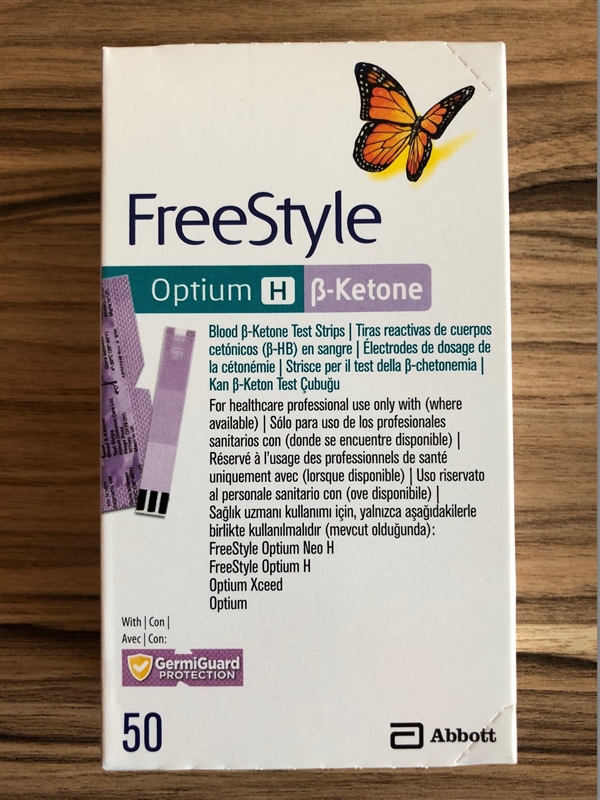 FreeStyle
Optium H β-Ketone
Blood β-Ketone Test Strips | Tiras reactivas de cuerpos
cetónicos (β-HB) en sangre | Électrodes de dosage de
la cétonémie | Strisce per il test della β-chetonemia |
Kan β-Keton Test Çubuğu
For healthcare professional use only with (where
available) | Sólo para uso de los profesionales
sanitarios con (donde se encuentre disponible) |
Réservé à l'usage des professionnels de santé
uniquement avec (lorsque disponible) | Uso riservato
al personale sanitario con (ove disponibile) |
Sağlık uzmanı kullanımı için, yalnızca aşağıdakilerle
birlikte kullanılmalıdır (mevcut olduğunda):
FreeStyle Optium Neo H
FreeStyle Optium H
Optium Xceed
Optium
With | Con |
Avec | Con:
GermiGuard
PROTECTION
50
Abbott